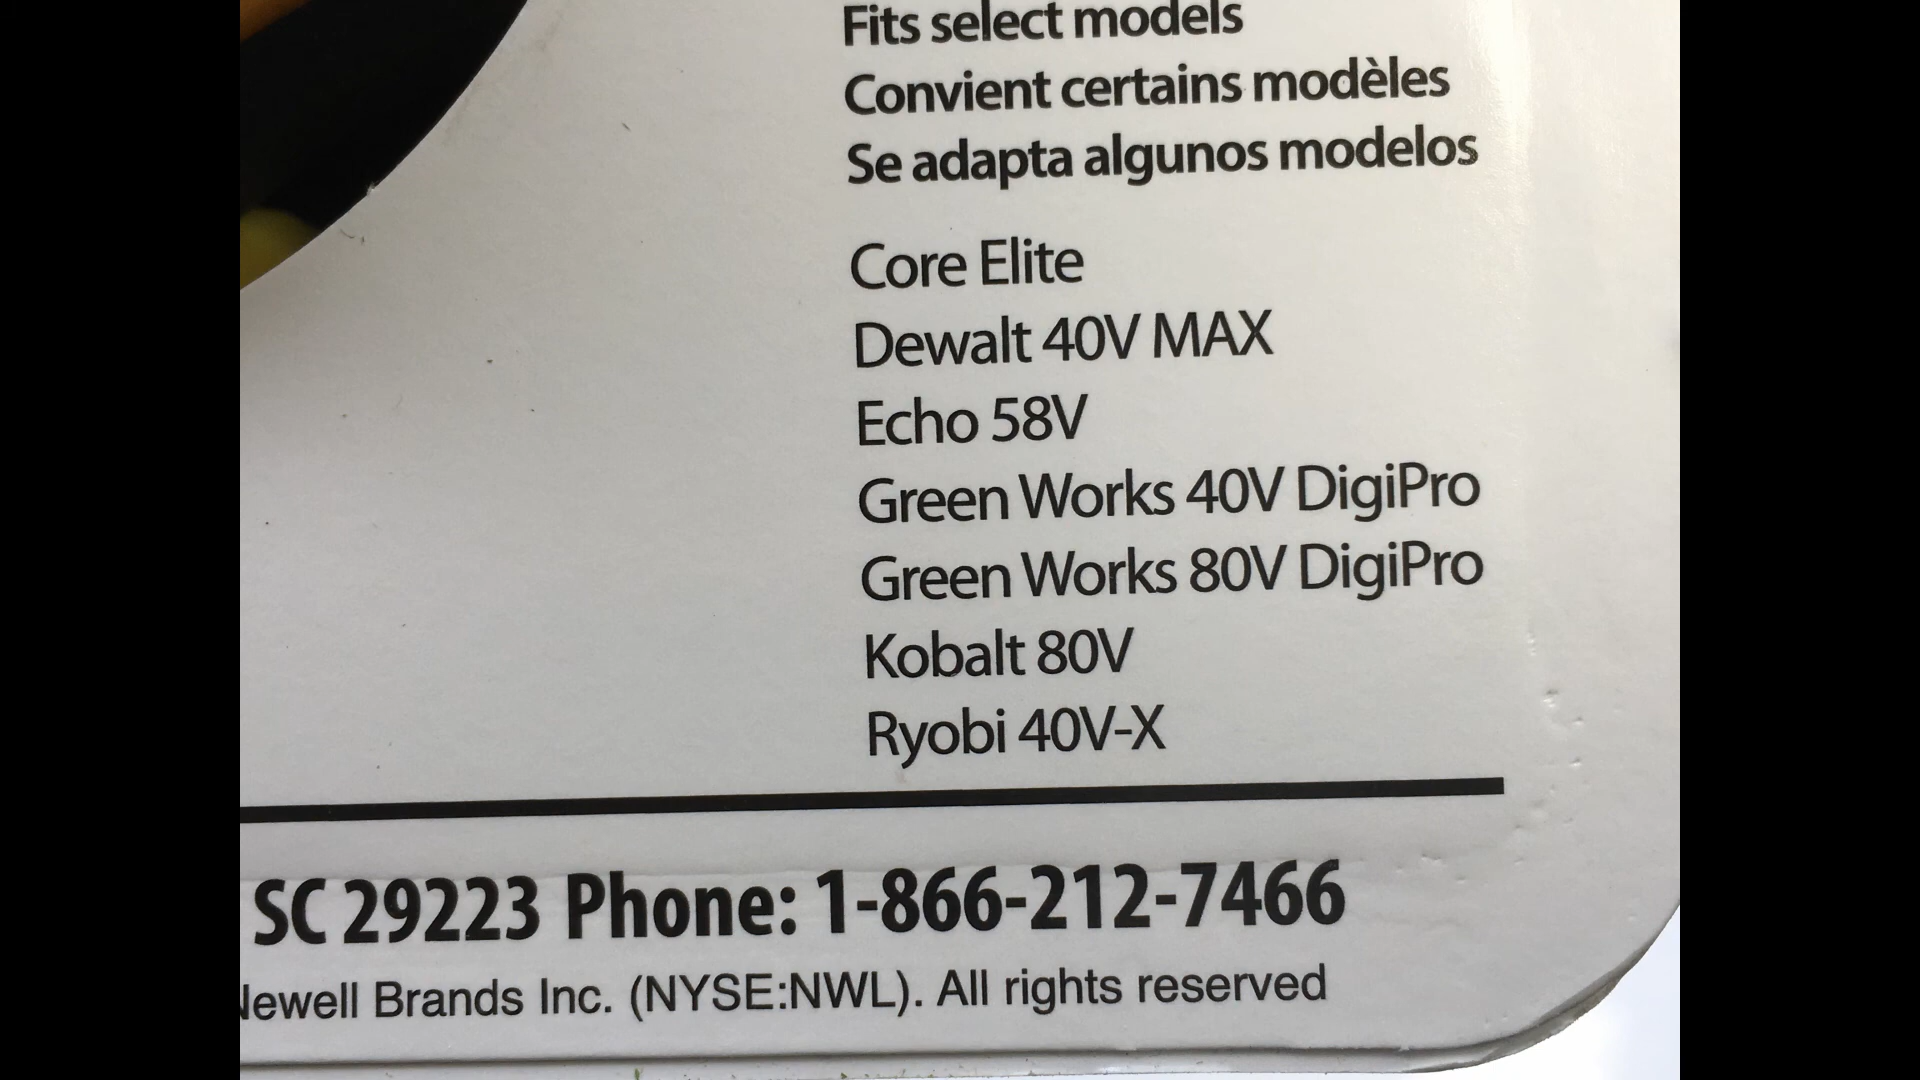 Fits select models
Convient certains modèles
Se adapta algunos modelos
Core Elite
Dewalt 40V MAX
Echo 58V
Green Works 40V DigiPro
Green Works 80V DigiPro
Kobalt 80V
Ryobi 40V-X
SC 29223 Phone: 1-866-212-7466
Newell Brands Inc. (NYSE:NWL). All rights reserved